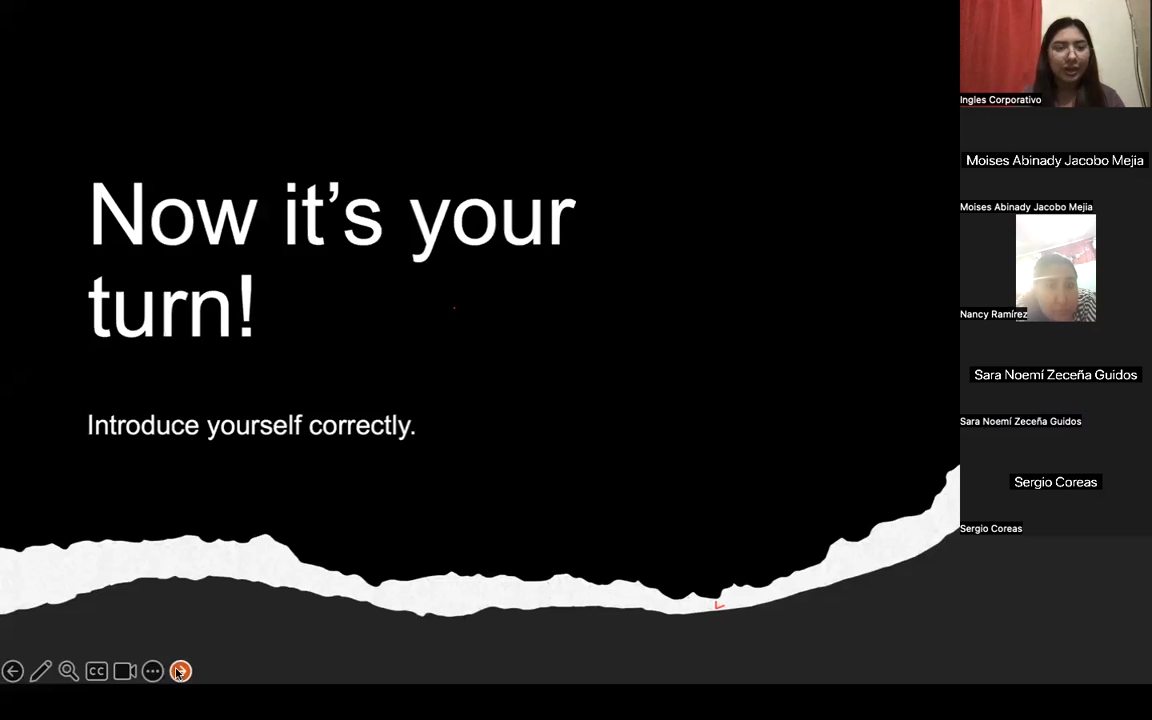 Now it's your
turn!
Introduce yourself correctly.
CC
Ingles Corporativo
Moises Abinady Jacobo Mejia
Moises Abinady Jacobo Mejia
Nancy Ramírez
Sara Noemí Zeceña Guidos
Sara Noemí Zeceña Guidos
Sergio Coreas
Sergio Coreas